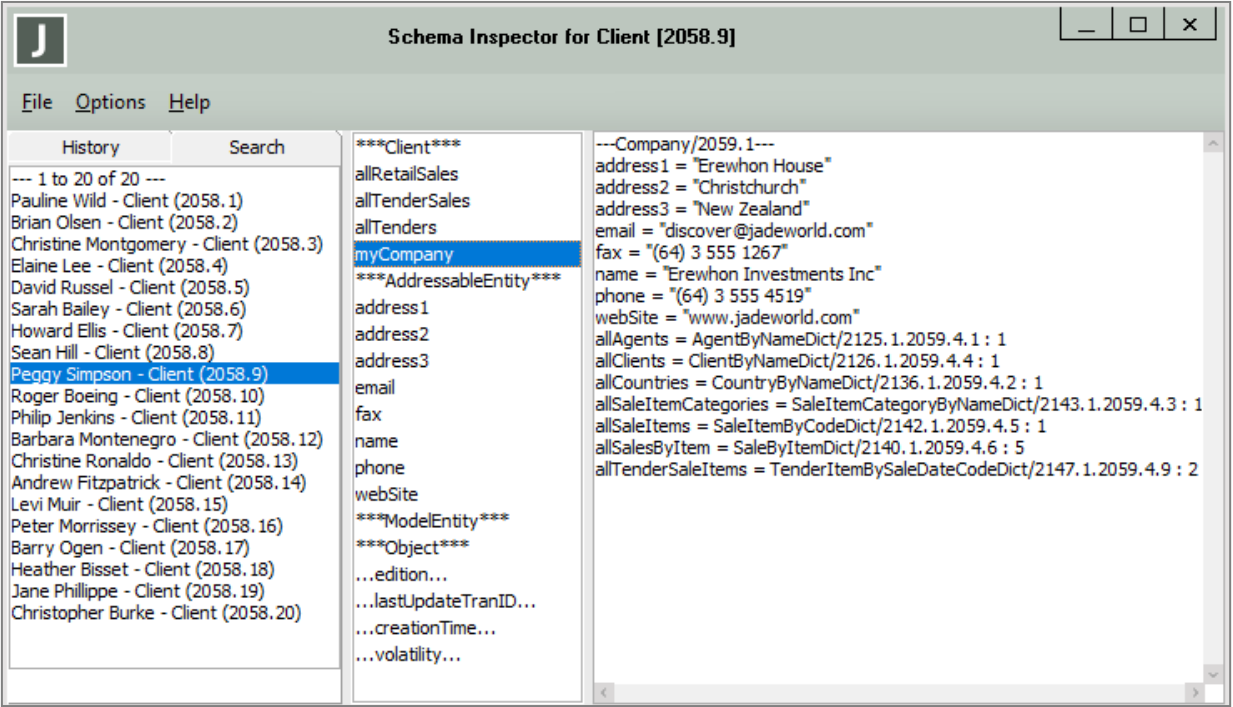 J
Schema Inspector for Client [2058.9]
File Options Help
History Search
--- 1 to 20 of 20 ---
Pauline Wild - Client (2058.1)
Brian Olsen - Client (2058.2)
Christine Montgomery - Client (2058.3)
Elaine Lee - Client (2058.4)
David Russel - Client (2058.5)
Sarah Bailey - Client (2058.6)
Howard Ellis - Client (2058.7)
Sean Hill - Client (2058.8)
Peggy Simpson - Client (2058.9)
Roger Boeing - Client (2058.10)
Philip Jenkins - Client (2058.11)
Barbara Montenegro - Client (2058.12)
Christine Ronaldo - Client (2058.13)
Andrew Fitzpatrick - Client (2058.14)
Levi Muir - Client (2058.15)
Peter Morrissey - Client (2058.16)
Barry Ogen - Client (2058.17)
Heather Bisset - Client (2058.18)
Jane Phillippe - Client (2058.19)
Christopher Burke - Client (2058.20)
***Client***
allRetailSales
allTenderSales
allTenders
myCompany
***AddressableEntity***
address1
address2
address3
email
fax
name
phone
webSite
***ModelEntity***
***Object***
...edition...
...lastUpdateTranID...
...creationTime...
...volatility...
---Company/2059.1---
address1 = "Erewhon House"
address2 = "Christchurch"
address3 = "New Zealand"
email = "discover@jadeworld.com"
fax = "(64) 3 555 1267"
name = "Erewhon Investments Inc"
phone = "(64) 3 555 4519"
webSite = "www.jadeworld.com"
allAgents = AgentByNameDict/2125.1.2059.4.1 : 1
allClients = ClientByNameDict/2126.1.2059.4.4 : 1
allCountries = CountryByNameDict/2136.1.2059.4.2 : 1
allSaleItemCategories = SaleItemCategoryByNameDict/2143.1.2059.4.3 : 1
allSaleItems = SaleItemByCodeDict/2142.1.2059.4.5 : 1
allSalesByItem = SaleByItemDict/2140.1.2059.4.6 : 5
allTenderSaleItems = TenderItemBySaleDateCodeDict/2147.1.2059.4.9 : 2